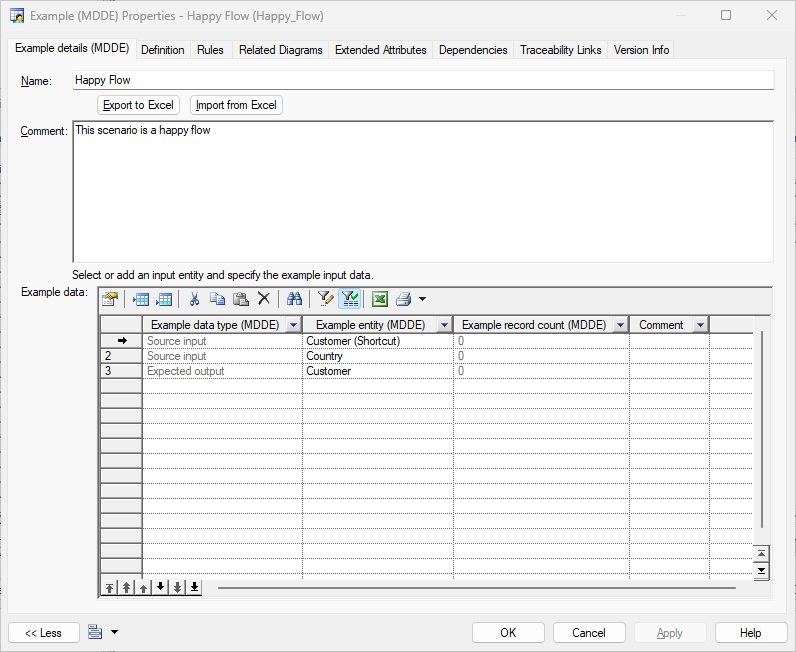 Example (MDDE) Properties - Happy Flow (Happy_Flow)
Example details (MDDE) Definition Rules Related Diagrams Extended Attributes Dependencies Traceability Links Version Info
Name: Happy Flow
Export to Excel Import from Excel
Comment: This scenario is a happy flow
Select or add an input entity and specify the example input data.
Example data:
Example data type (MDDE) Example entity (MDDE) Example record count (MDDE) Comment
Source input Customer (Shortcut) 0
2 Source input Country 0
3 Expected output Customer 0
<< Less OK Cancel Apply Help